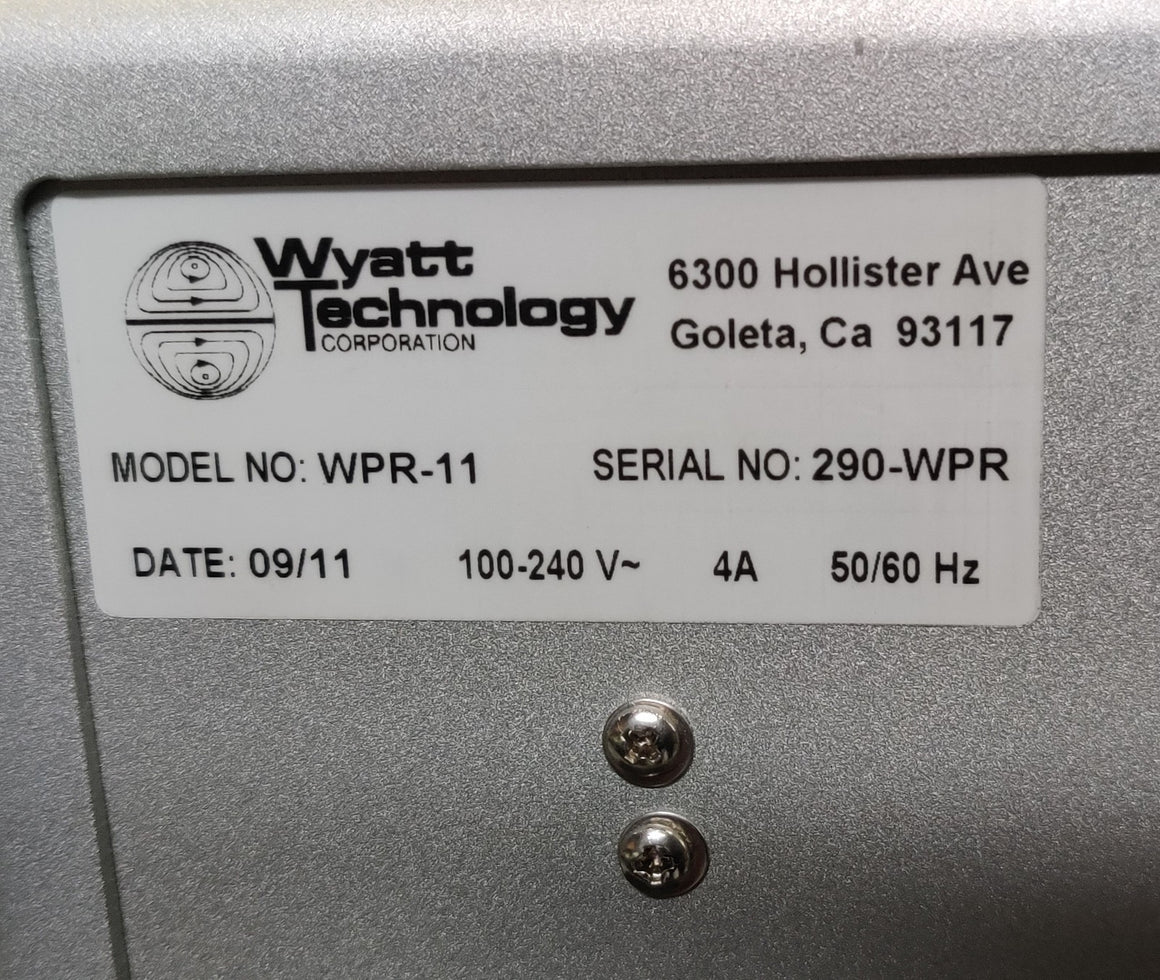 Wyatt
Technology
CORPORATION
6300 Hollister Ave
Goleta, Ca 93117
MODEL NO: WPR-11 SERIAL NO: 290-WPR
DATE: 09/11 100-240 V~ 4A 50/60 Hz